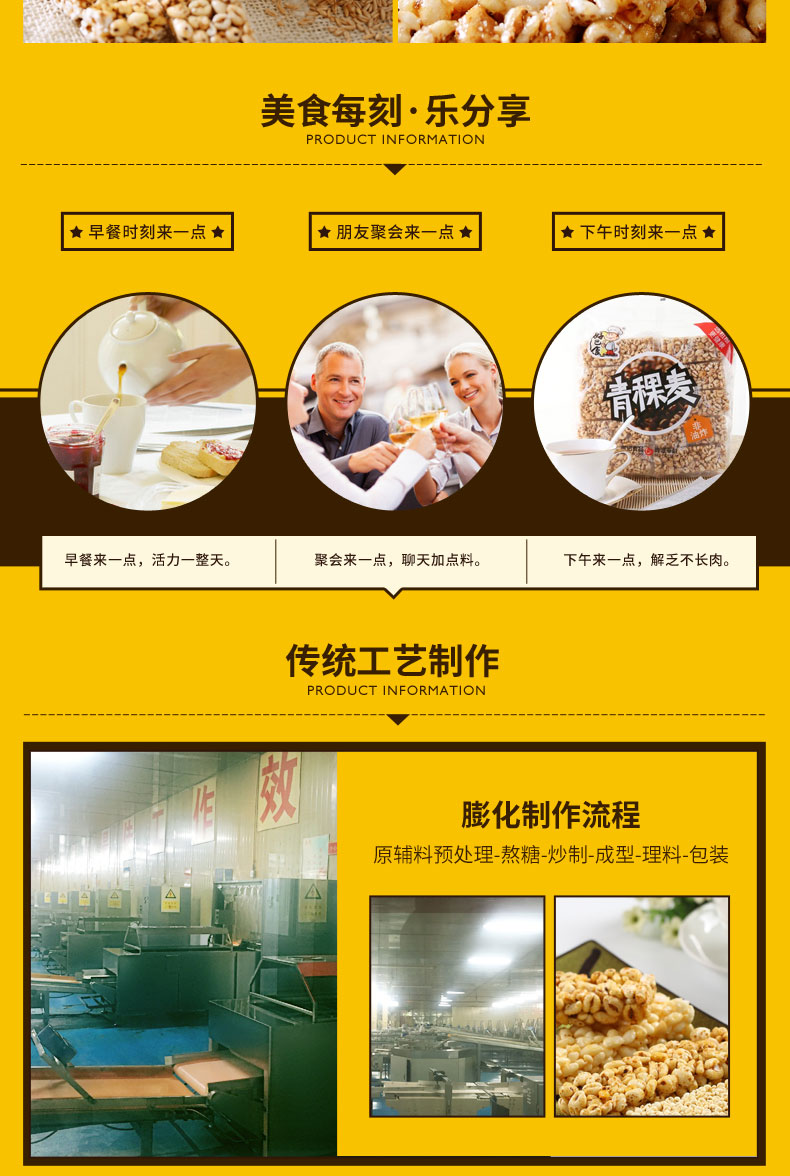 美食每刻·乐分享
PRODUCT INFORMATION
★ 早餐时刻来一点 ★
★ 朋友聚会来一点 ★
★ 下午时刻来一点 ★
青稞麦
非油炸
早餐来一点，活力一整天。
聚会来一点，聊天加点料。
下午来一点，解乏不长肉。
传统工艺制作
PRODUCT INFORMATION
工作效
膨化制作流程
原辅料预处理-熬糖-炒制-成型-理料-包装